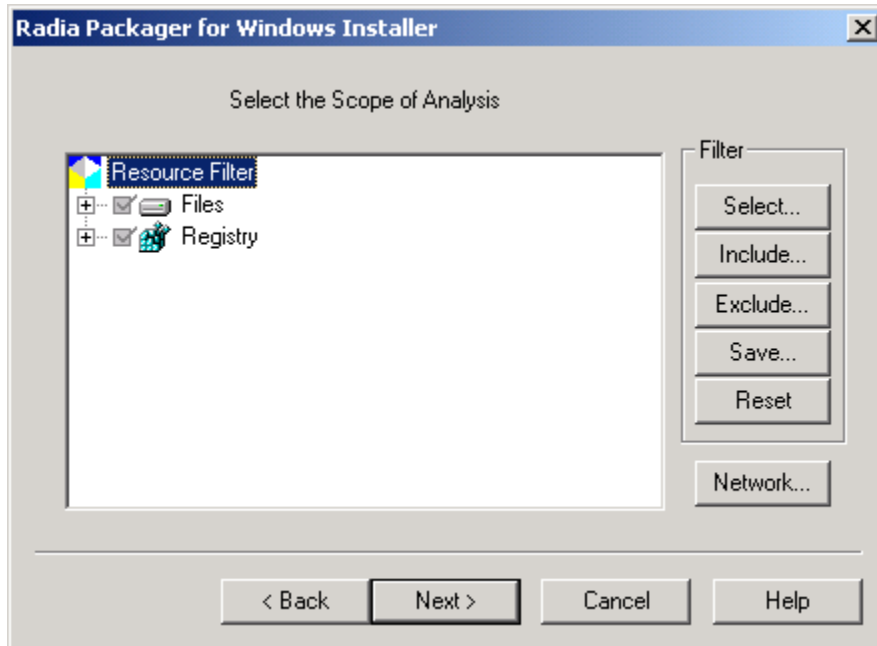 Radia Packager for Windows Installer
Select the Scope of Analysis
Resource Filter
Files
Registry
Filter
Select...
Include...
Exclude...
Save...
Reset
Network...
< Back
Next >
Cancel
Help